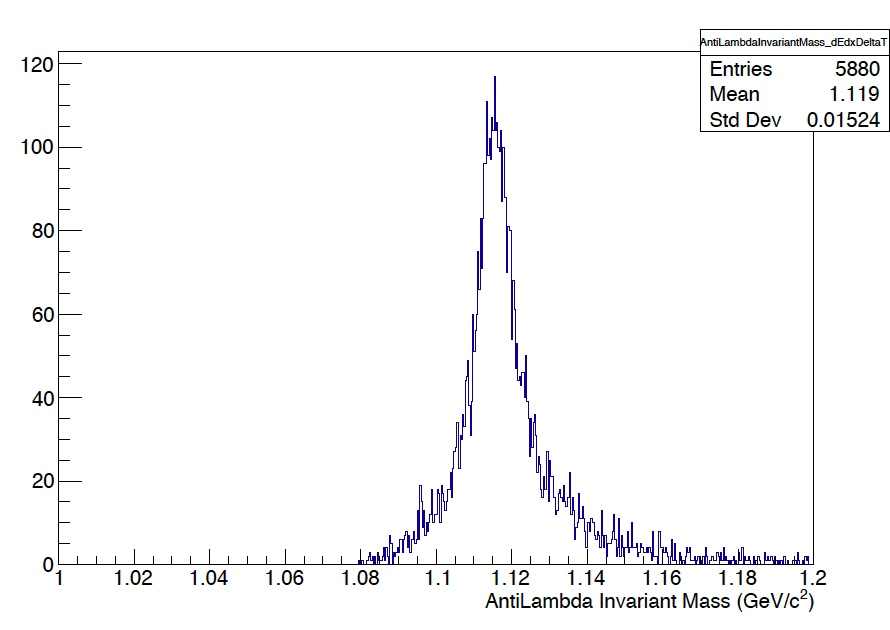 AntiLambdaInvariantMass_dEdxDeltaT
Entries 5880
Mean 1.119
Std Dev 0.01524
120
100
80
60
40
20
0
1 1.02 1.04 1.06 1.08 1.1 1.12 1.14 1.16 1.18 1.2
AntiLambda Invariant Mass (GeV/c²)